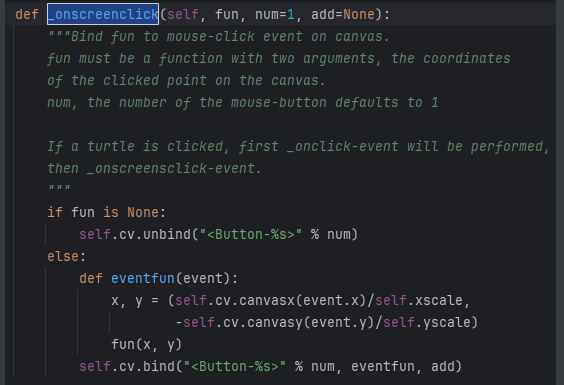 def _onscreenclick(self, fun, num=1, add=None):
    """Bind fun to mouse-click event on canvas.
    fun must be a function with two arguments, the coordinates
    of the clicked point on the canvas.
    num, the number of the mouse-button defaults to 1

    If a turtle is clicked, first _onclick-event will be performed,
    then _onscreensclick-event.
    """
    if fun is None:
        self.cv.unbind("<Button-%s>" % num)
    else:
        def eventfun(event):
            x, y = (self.cv.canvasx(event.x)/self.xscale,
                    -self.cv.canvasy(event.y)/self.yscale)
            fun(x, y)
        self.cv.bind("<Button-%s>" % num, eventfun, add)